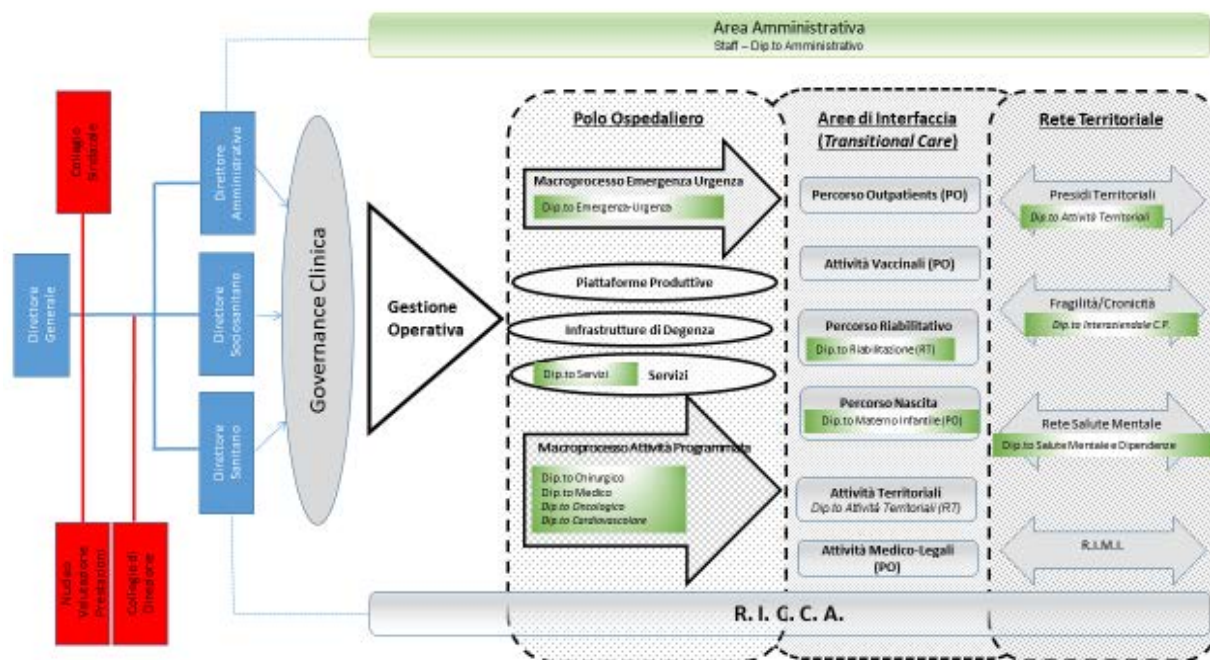 Area Amministrativa
Staff – Dip.to Amministrativo
Collegio
Sindacale
Direttore
Generale
Nucleo
Valutazione
Prestazioni
Collegio di
Direzione
Direttore
Amministrativo
Direttore
Sociosanitario
Direttore
Sanitario
Governance Clinica
Gestione
Operativa
Polo Ospedaliero
Macroprocesso Emergenza Urgenza
Dip.to Emergenza-Urgenza
Piattaforme Produttive
Infrastrutture di Degenza
Dip.to Servizi
Servizi
Macroprocesso Attività Programmata
Dip.to Chirurgico
Dip.to Medico
Dip.to Oncologico
Dip.to Cardiovascolare
Aree di Interfaccia
(Transitional Care)
Percorso Outpatients (PO)
Attività Vaccinali (PO)
Percorso Riabilitativo
Dip.to Riabilitazione (RT)
Percorso Nascita
Dip.to Materno Infantile (PO)
Attività Territoriali
Dip.to Attività Territoriali (RT)
Attività Medico-Legali
(PO)
Rete Territoriale
Presidi Territoriali
Dip.to Attività Territoriali
Fragilità/Cronicità
Dip.to Interaziendale C.P.
Rete Salute Mentale
Dip.to Salute Mentale e Dipendenze
R.I.M.I.
R. I. C. C. A.